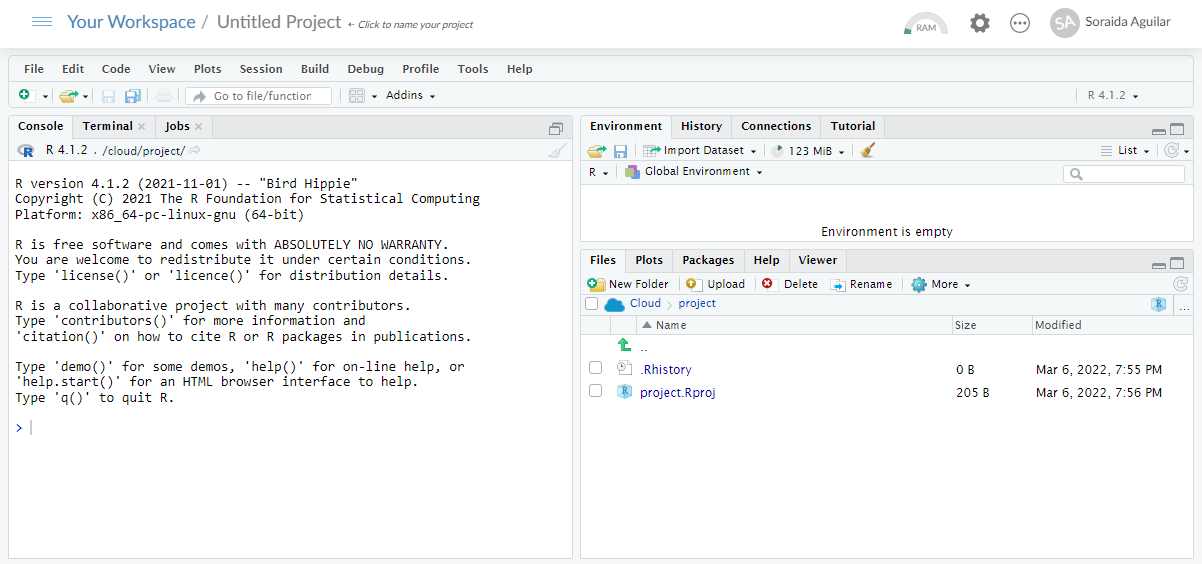 Your Workspace / Untitled Project ← Click to name your project
RAM
SA Soraida Aguilar
File Edit Code View Plots Session Build Debug Profile Tools Help
Go to file/function Addins
R 4.1.2
Console Terminal Jobs
R R 4.1.2 . /cloud/project/
R version 4.1.2 (2021-11-01) -- "Bird Hippie"
Copyright (C) 2021 The R Foundation for Statistical Computing
Platform: x86_64-pc-linux-gnu (64-bit)
R is free software and comes with ABSOLUTELY NO WARRANTY.
You are welcome to redistribute it under certain conditions.
Type 'license()' or 'licence()' for distribution details.
R is a collaborative project with many contributors.
Type 'contributors()' for more information and
'citation()' on how to cite R or R packages in publications.
Type 'demo()' for some demos, 'help()' for on-line help, or
'help.start()' for an HTML browser interface to help.
Type 'q()' to quit R.
>
Environment History Connections Tutorial
Import Dataset 123 MiB List
R Global Environment
Environment is empty
Files Plots Packages Help Viewer
New Folder Upload Delete Rename More
Cloud project R ...
Name Size Modified
..
.Rhistory 0 B Mar 6, 2022, 7:55 PM
R project.Rproj 205 B Mar 6, 2022, 7:56 PM